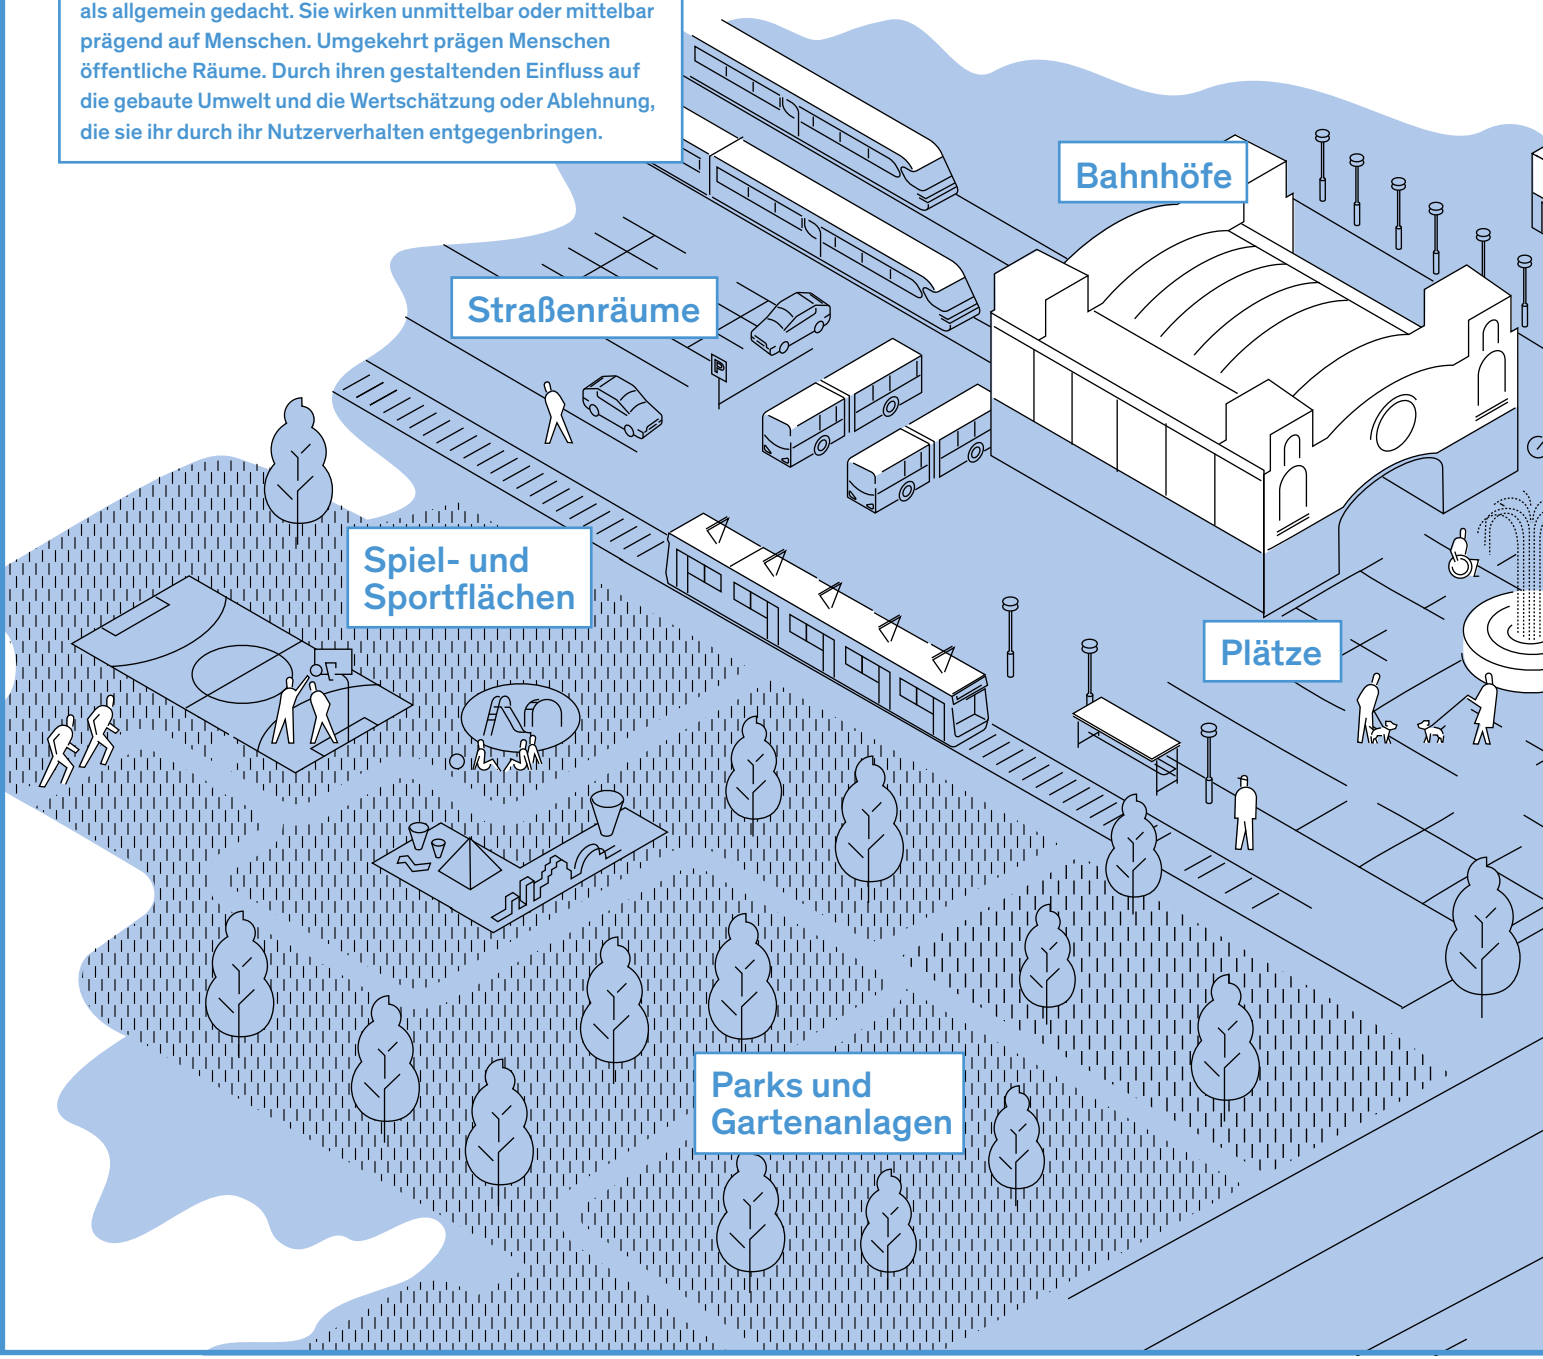 als allgemein gedacht. Sie wirken unmittelbar oder mittelbar
prägend auf Menschen. Umgekehrt prägen Menschen
öffentliche Räume. Durch ihren gestaltenden Einfluss auf
die gebaute Umwelt und die Wertschätzung oder Ablehnung,
die sie ihr durch ihr Nutzerverhalten entgegenbringen.
Bahnhöfe
Straßenräume
P
Spiel- und
Sportflächen
Plätze
Parks und
Gartenanlagen